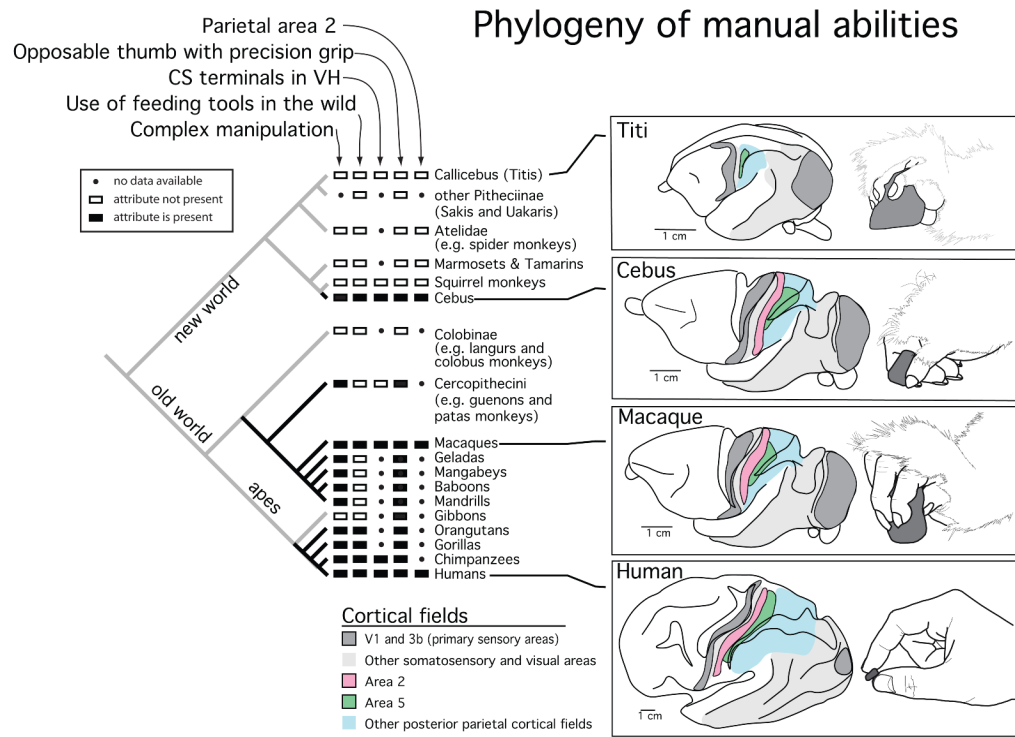 Phylogeny of manual abilities
Parietal area 2
Opposable thumb with precision grip
CS terminals in VH
Use of feeding tools in the wild
Complex manipulation
no data available
attribute not present
attribute is present
new world
old world
apes
Callicebus (Titis)
other Pitheciinae
(Sakis and Uakaris)
Atelidae
(e.g. spider monkeys)
Marmosets & Tamarins
Squirrel monkeys
Cebus
Colobinae
(e.g. langurs and
colobus monkeys)
Cercopithecini
(e.g. guenons and
patas monkeys)
Macaques
Geladas
Mangabeys
Baboons
Mandrills
Gibbons
Orangutans
Gorillas
Chimpanzees
Humans
Titi
1 cm
Cebus
1 cm
Macaque
1 cm
Human
1 cm
Cortical fields
V1 and 3b (primary sensory areas)
Other somatosensory and visual areas
Area 2
Area 5
Other posterior parietal cortical fields